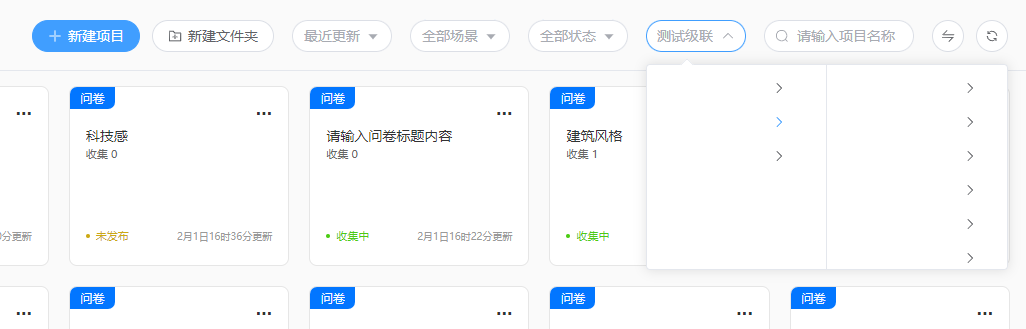 新建项目
新建文件夹
最近更新
全部场景
全部状态
测试级联
请输入项目名称
分更新
问卷
科技感
收集 0
未发布
2月1日16时36分更新
问卷
请输入问卷标题内容
收集 0
收集中
2月1日16时22分更新
问卷
建筑风格
收集 1
收集中
问卷
问卷
问卷
问卷